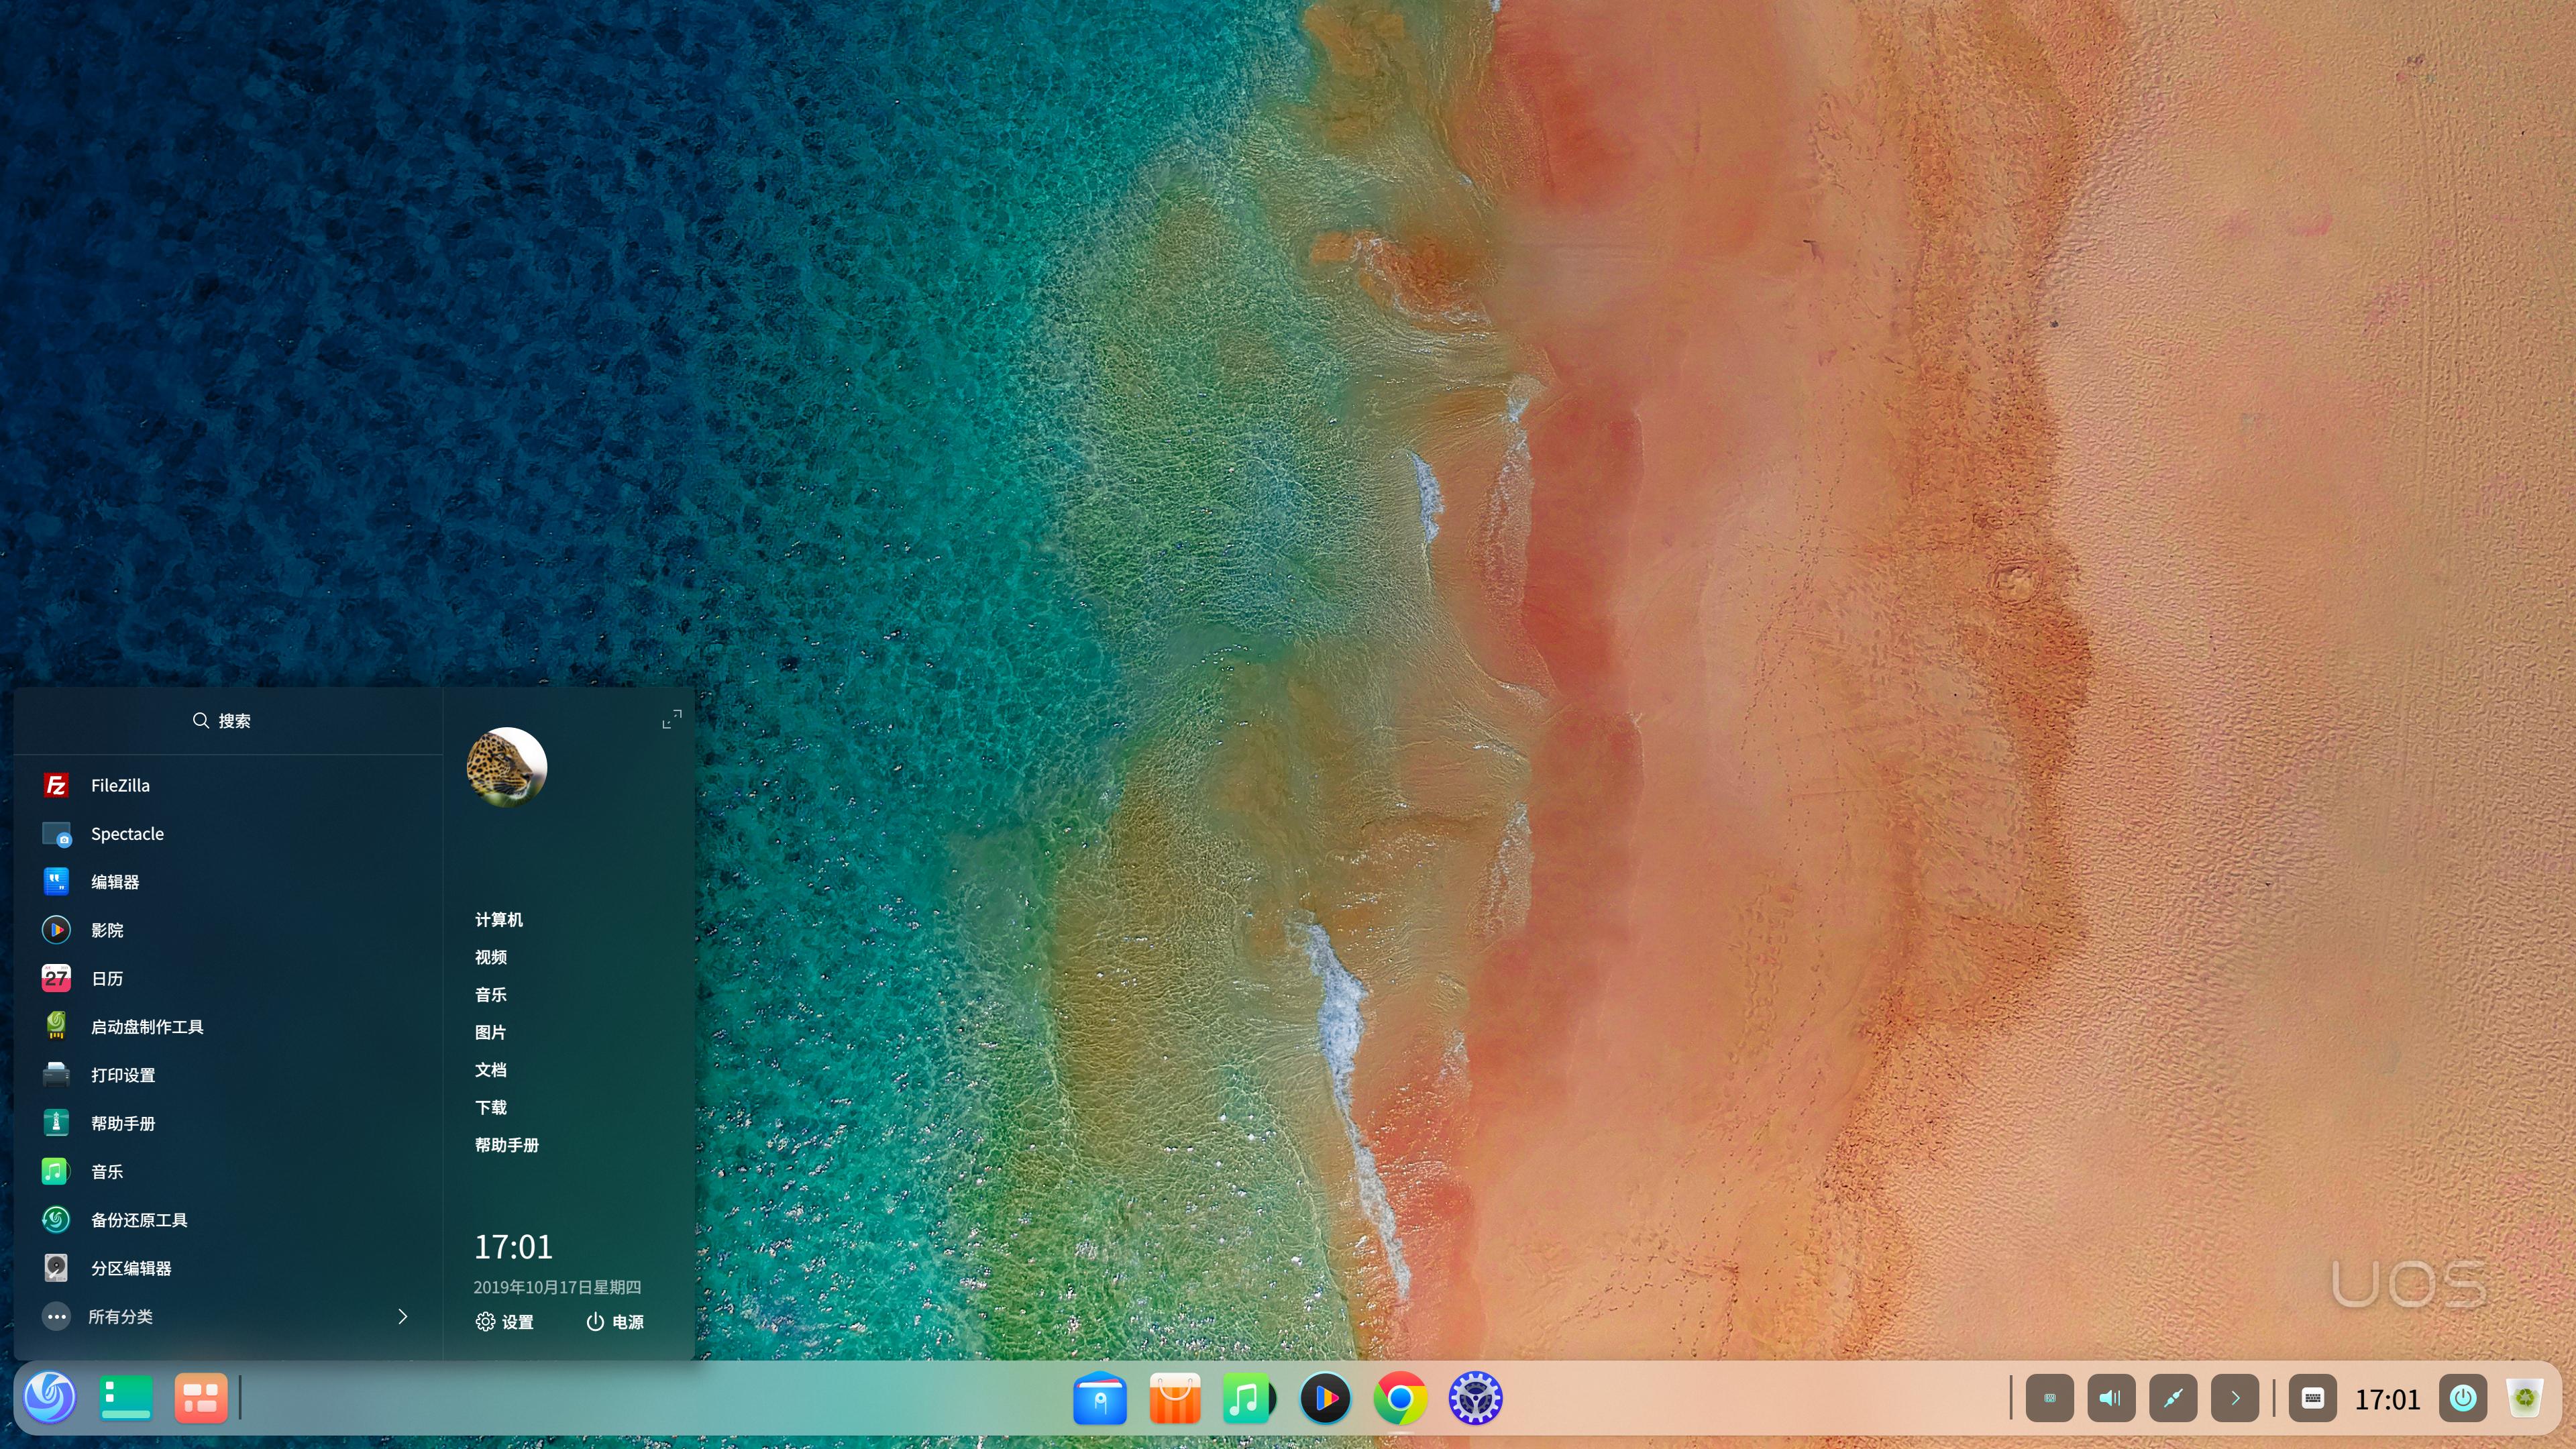 搜索
FileZilla
Spectacle
编辑器
影院
27
日历
启动盘制作工具
打印设置
帮助手册
音乐
备份还原工具
分区编辑器
所有分类
计算机
视频
音乐
图片
文档
下载
帮助手册
17:01
2019年10月17日星期四
设置
电源
UOS
17:01